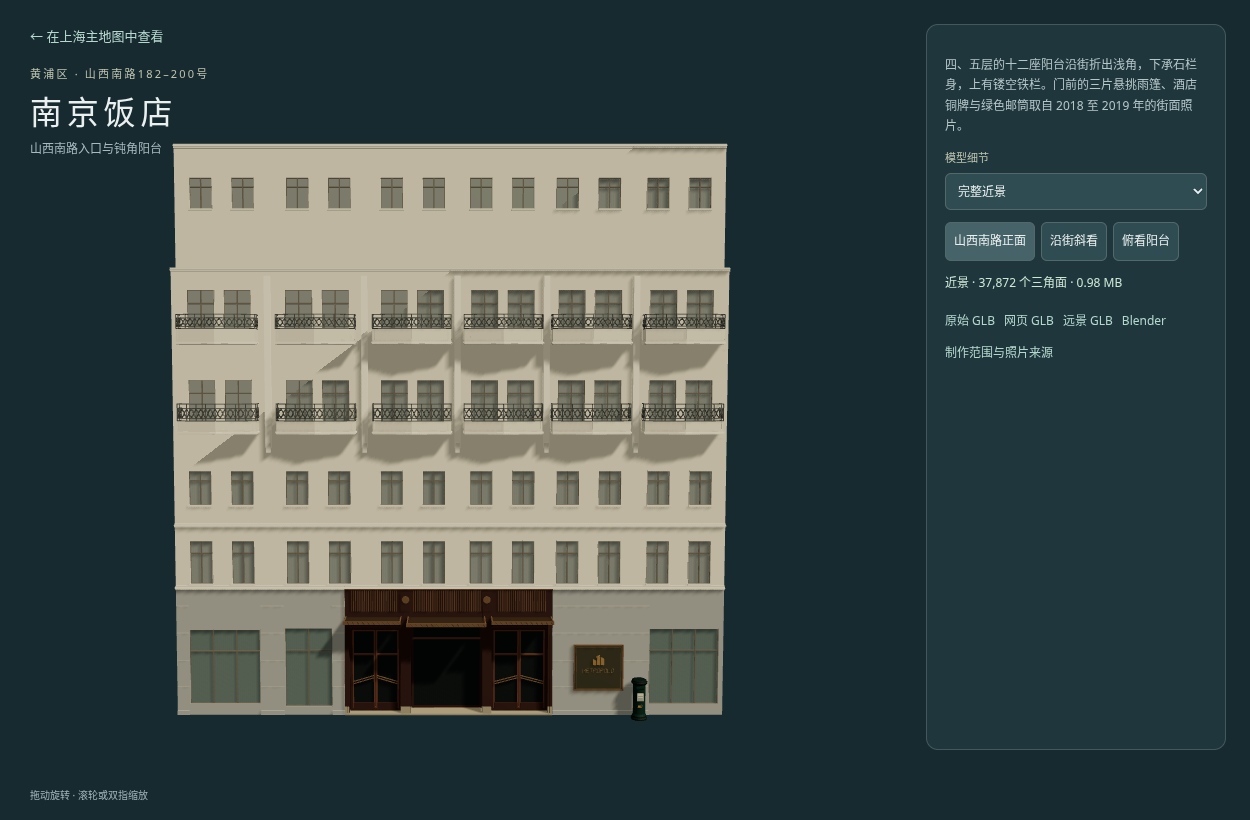 ← 在上海主地图中查看
黄浦区 · 山西南路182–200号
南京饭店
山西南路入口与钝角阳台
四、五层的十二座阳台沿街折出浅角，下承石栏
身，上有镂空铁栏。门前的三片悬挑雨篷、酒店
铜牌与绿色邮筒取自 2018 至 2019 年的街面照
片。
模型细节
完整近景
山西南路正面 沿街斜看 俯看阳台
近景 · 37,872 个三角面 · 0.98 MB
原始 GLB 网页 GLB 远景 GLB Blender
制作范围与照片来源
拖动旋转 · 滚轮或双指缩放